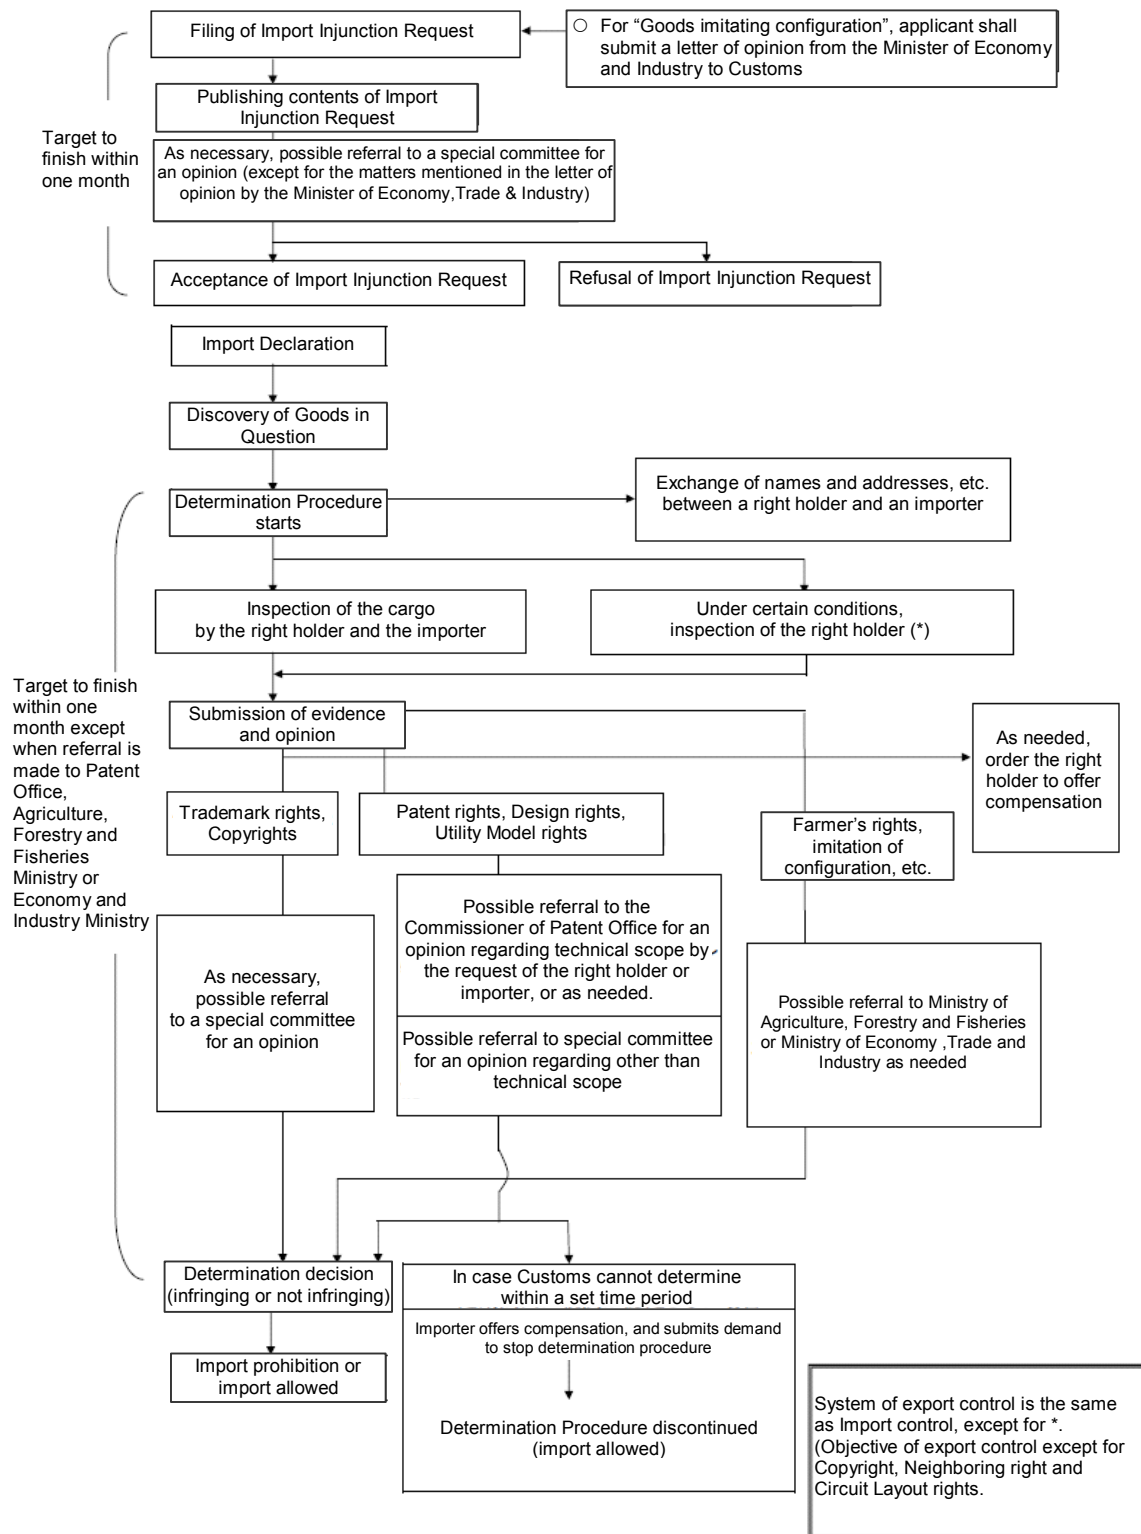 Filing of Import Injunction Request
○ For “Goods imitating configuration”, applicant shall
submit a letter of opinion from the Minister of Economy
and Industry to Customs
Publishing contents of Import
Injunction Request
Target to
finish within
one month
As necessary, possible referral to a special committee for
an opinion (except for the matters mentioned in the letter of
opinion by the Minister of Economy,Trade & Industry)
Acceptance of Import Injunction Request
Refusal of Import Injunction Request
Import Declaration
Discovery of Goods in
Question
Determination Procedure
starts
Exchange of names and addresses, etc.
between a right holder and an importer
Inspection of the cargo
by the right holder and the importer
Under certain conditions,
inspection of the right holder (*)
Target to finish
within one
month except
when referral is
made to Patent
Office,
Agriculture,
Forestry and
Fisheries
Ministry or
Economy and
Industry Ministry
Submission of evidence
and opinion
As needed,
order the right
holder to offer
compensation
Trademark rights,
Copyrights
Patent rights, Design rights,
Utility Model rights
Farmer’s rights,
imitation of
configuration, etc.
As necessary,
possible referral
to a special committee
for an opinion
Possible referral to the
Commissioner of Patent Office for an
opinion regarding technical scope by
the request of the right holder or
importer, or as needed.
Possible referral to special committee
for an opinion regarding other than
technical scope
Possible referral to Ministry of
Agriculture, Forestry and Fisheries
or Ministry of Economy ,Trade and
Industry as needed
Determination decision
(infringing or not infringing)
In case Customs cannot determine
within a set time period
Importer offers compensation, and submits demand
to stop determination procedure
Import prohibition or
import allowed
Determination Procedure discontinued
(import allowed)
System of export control is the same
as Import control, except for *.
(Objective of export control except for
Copyright, Neighboring right and
Circuit Layout rights.